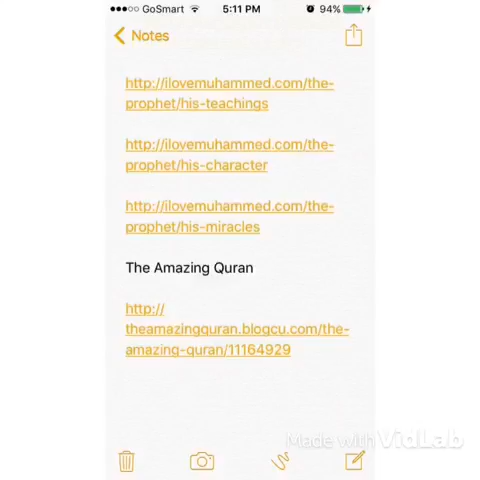 GoSmart 5:11 PM 94%
Notes
http://ilovemuhammed.com/the-
prophet/his-teachings
http://ilovemuhammed.com/the-
prophet/his-character
http://ilovemuhammed.com/the-
prophet/his-miracles
The Amazing Quran
http://
theamazingquran.blogcu.com/the-
amazing-quran/11164929
Made with VidLab